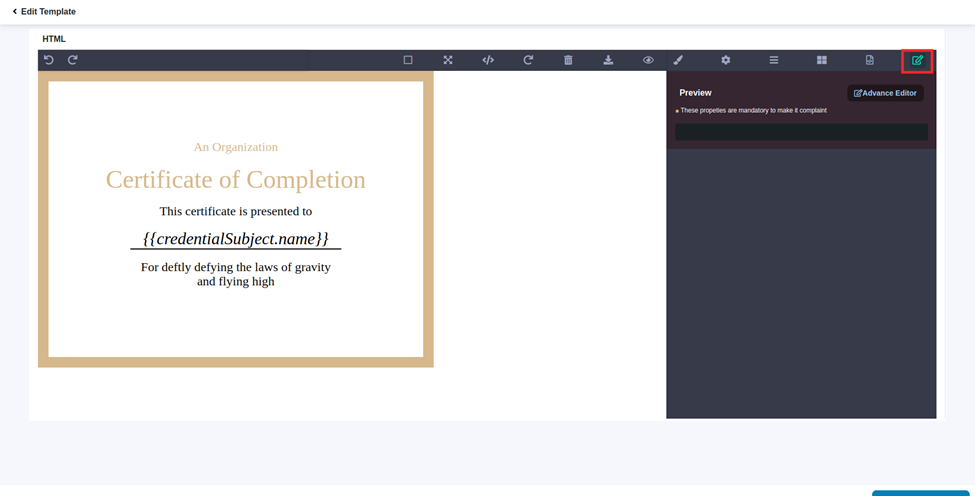 Edit Template
HTML
Preview
Advance Editor
These propeties are mandatory to make it complaint
An Organization
Certificate of Completion
This certificate is presented to
{{credentialSubject.name}}
For deftly defying the laws of gravity
and flying high